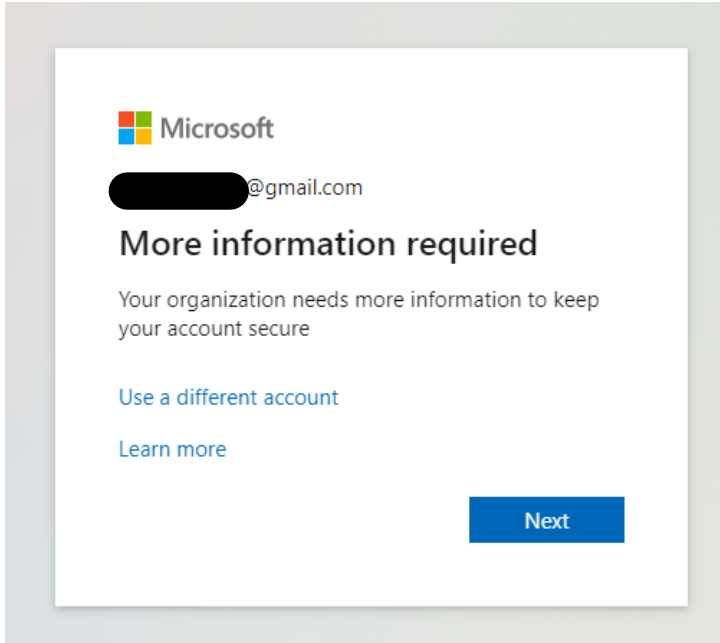 Microsoft
@gmail.com
More information required
Your organization needs more information to keep
your account secure
Use a different account
Learn more
Next